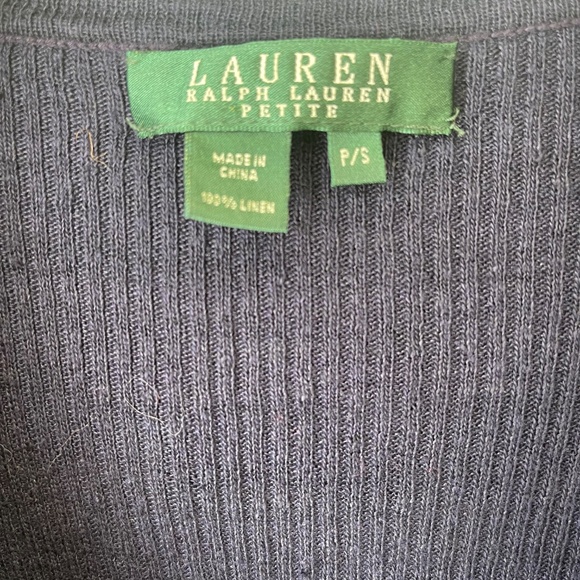 LAUREN
RALPH LAUREN
PETITE
MADE IN
CHINA
100% LINEN
P/S